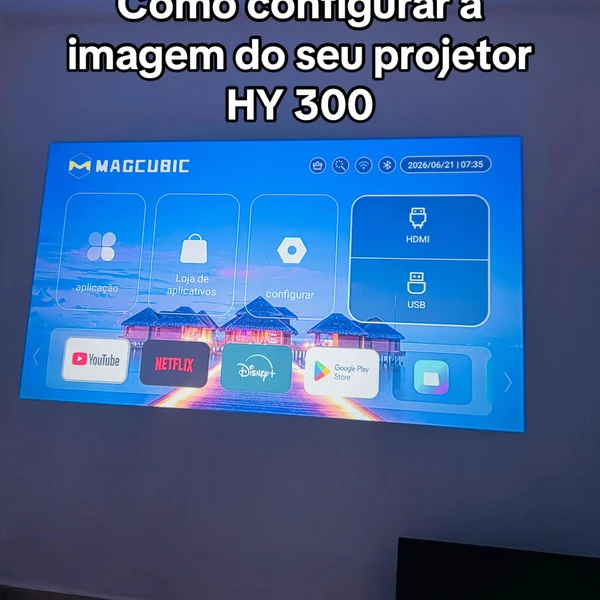 Como configurar a
imagem do seu projetor
HY 300
MAGCUBIC
2026/06/21 | 07:35
aplicação
Loja de
aplicativos
configurar
HDMI
USB
YouTube
NETFLIX
Disney+
Google Play
Store